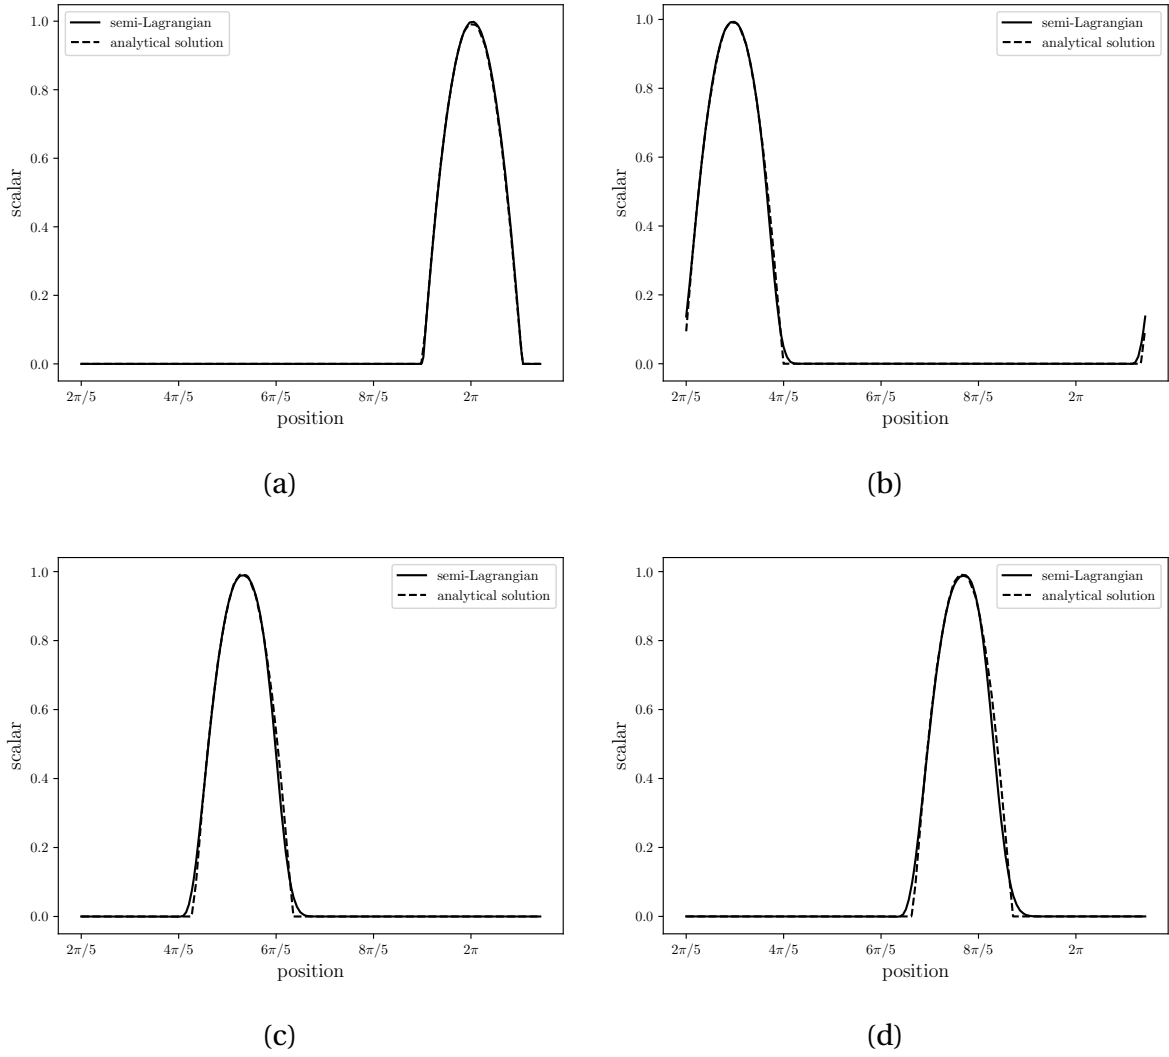 semi-Lagrangian
analytical solution
1.0
0.8
0.6
0.4
0.2
0.0
scalar
2π/5
4π/5
6π/5
8π/5
2π
position
(a)
semi-Lagrangian
analytical solution
1.0
0.8
0.6
0.4
0.2
0.0
scalar
2π/5
4π/5
6π/5
8π/5
2π
position
(b)
semi-Lagrangian
analytical solution
1.0
0.8
0.6
0.4
0.2
0.0
scalar
2π/5
4π/5
6π/5
8π/5
2π
position
(c)
semi-Lagrangian
analytical solution
1.0
0.8
0.6
0.4
0.2
0.0
scalar
2π/5
4π/5
6π/5
8π/5
2π
position
(d)